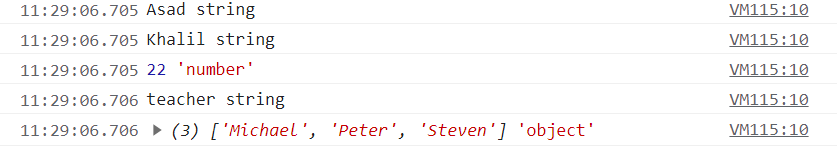 11:29:06.705 Asad string VM115:10
11:29:06.705 Khalil string VM115:10
11:29:06.705 22 'number' VM115:10
11:29:06.706 teacher string VM115:10
11:29:06.706 ▶ (3) ['Michael', 'Peter', 'Steven'] 'object' VM115:10